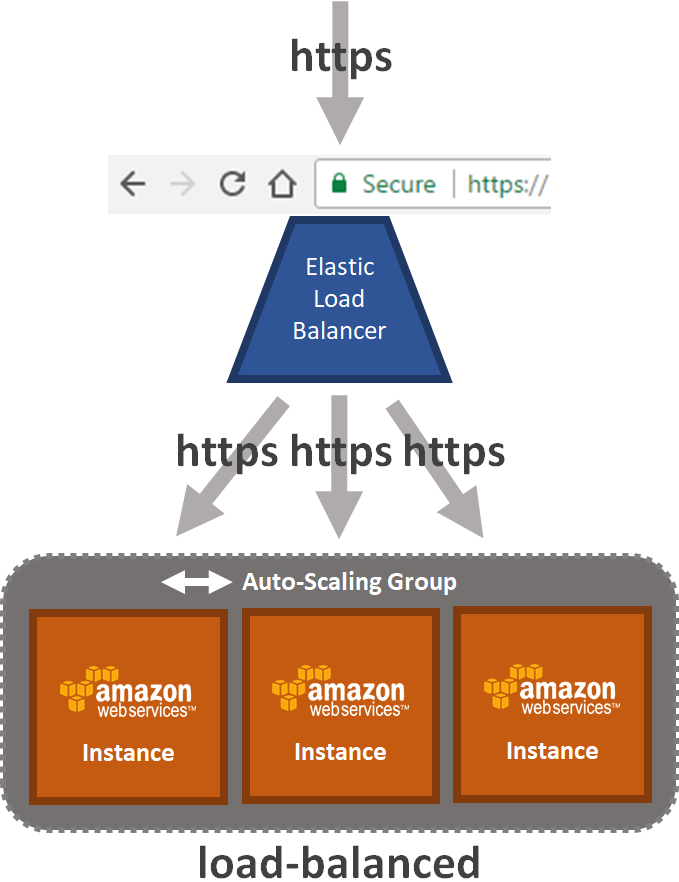 https
Secure | https://
Elastic
Load
Balancer
https https https
Auto-Scaling Group
amazon
webservices™
Instance
amazon
webservices™
Instance
amazon
webservices™
Instance
load-balanced